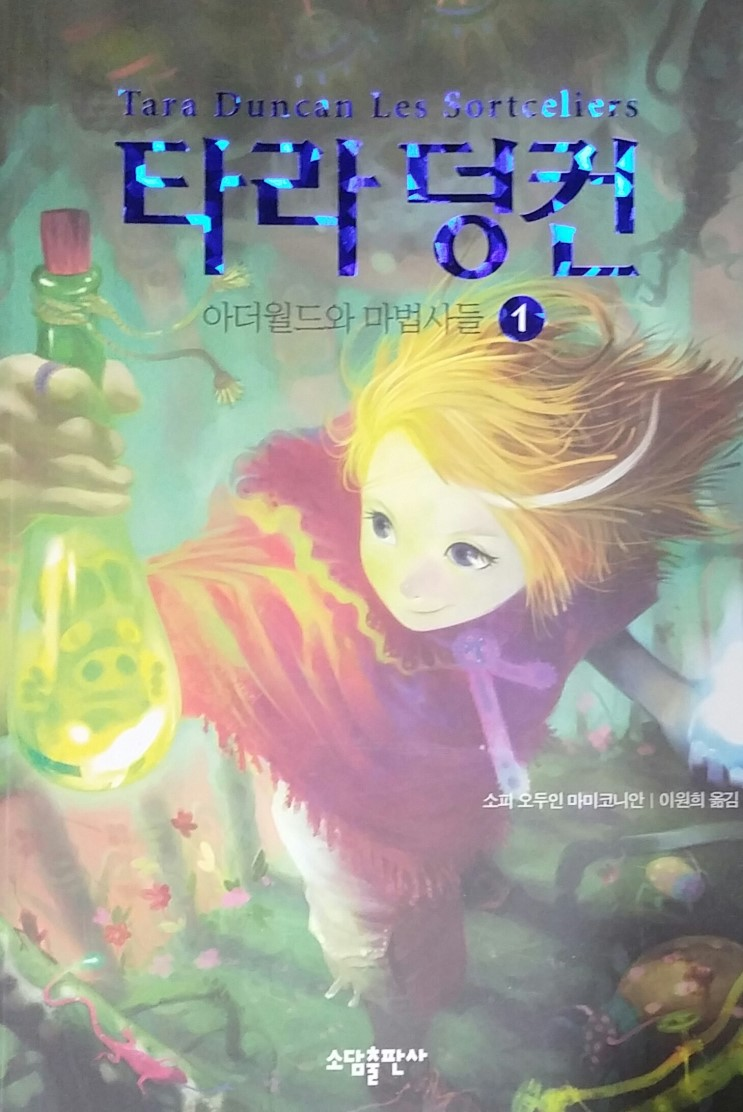 Tara Duncan Les Sortceliers
타라 덩컨
아더월드와 마법사들 1
소피 오두인 마미코니안 | 이원희 옮김
소담출판사